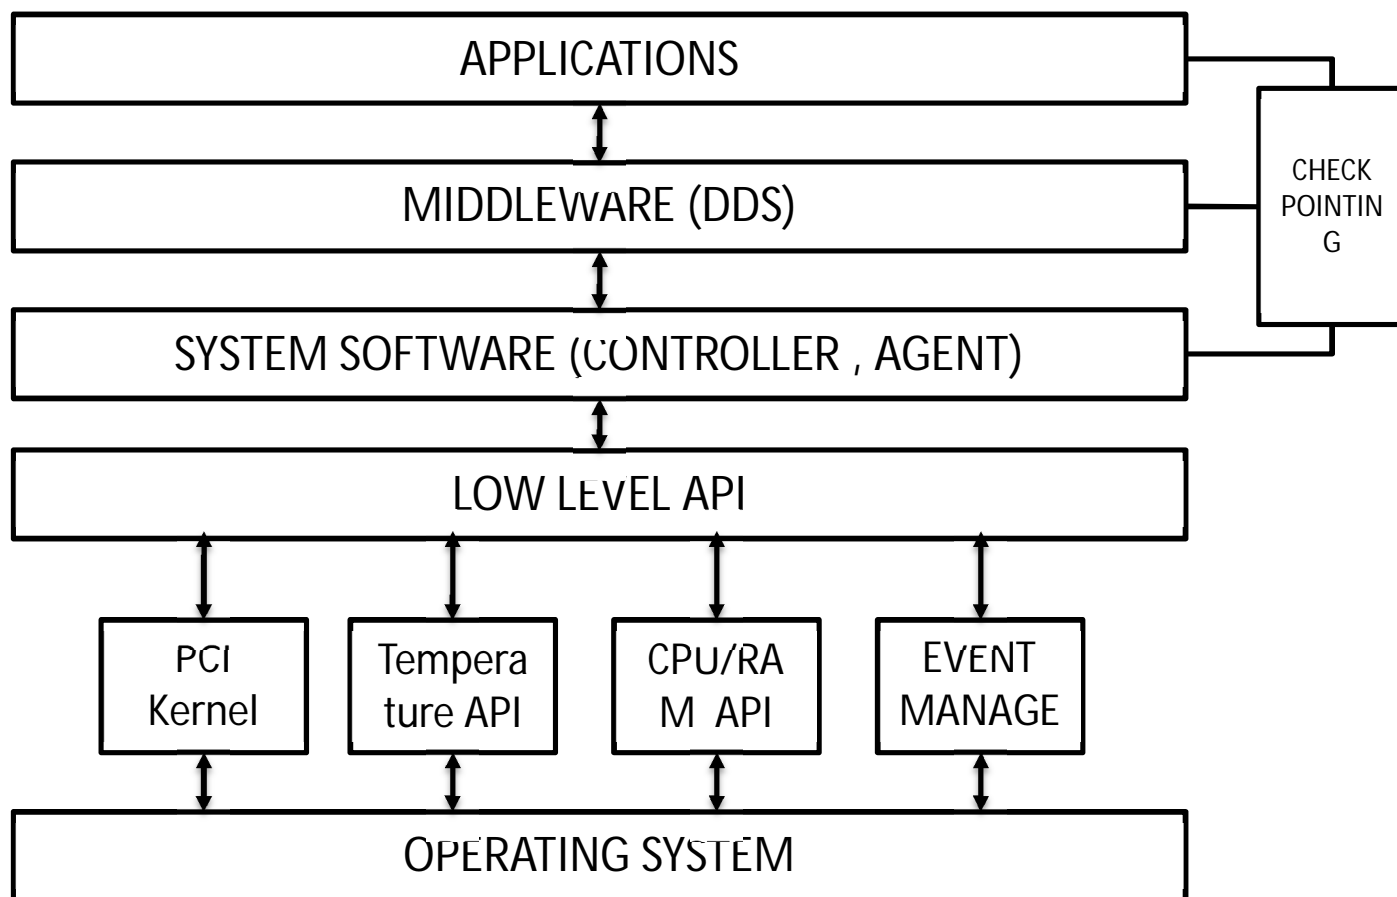 APPLICATIONS
MIDDLEWARE (DDS)
CHECK
POINTIN
G
SYSTEM SOFTWARE (CONTROLLER , AGENT)
LOW LEVEL API
PCI
Kernel
Tempera
ture API
CPU/RA
M API
EVENT
MANAGE
OPERATING SYSTEM